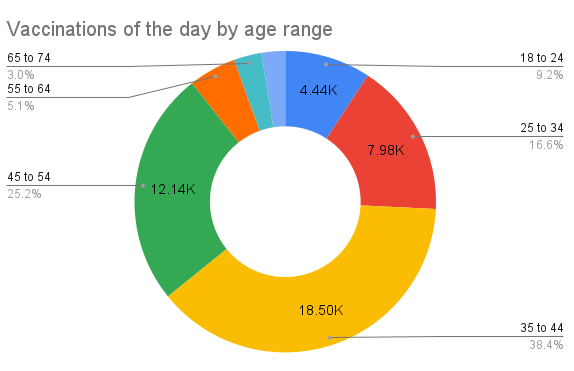 Vaccinations of the day by age range
65 to 74
3.0%
55 to 64
5.1%
45 to 54
25.2%
18 to 24
9.2%
25 to 34
16.6%
35 to 44
38.4%
4.44K
7.98K
12.14K
18.50K